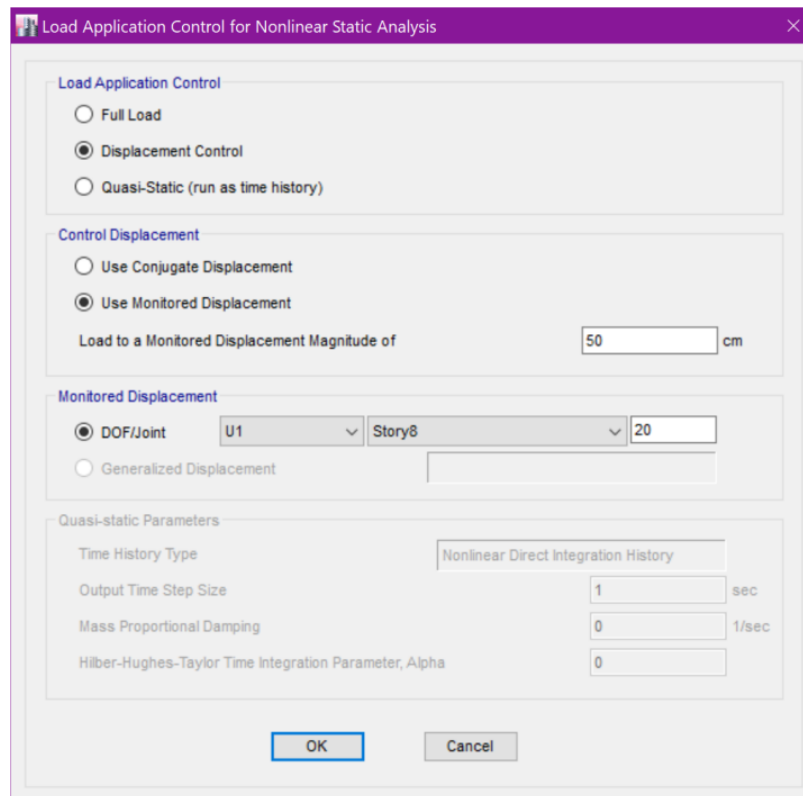 Load Application Control for Nonlinear Static Analysis
Load Application Control
Full Load
Displacement Control
Quasi-Static (run as time history)
Control Displacement
Use Conjugate Displacement
Use Monitored Displacement
Load to a Monitored Displacement Magnitude of 50 cm
Monitored Displacement
DOF/Joint U1 Story8 20
Generalized Displacement
Quasi-static Parameters
Time History Type Nonlinear Direct Integration History
Output Time Step Size 1 sec
Mass Proportional Damping 0 1/sec
Hilber-Hughes-Taylor Time Integration Parameter, Alpha 0
OK Cancel